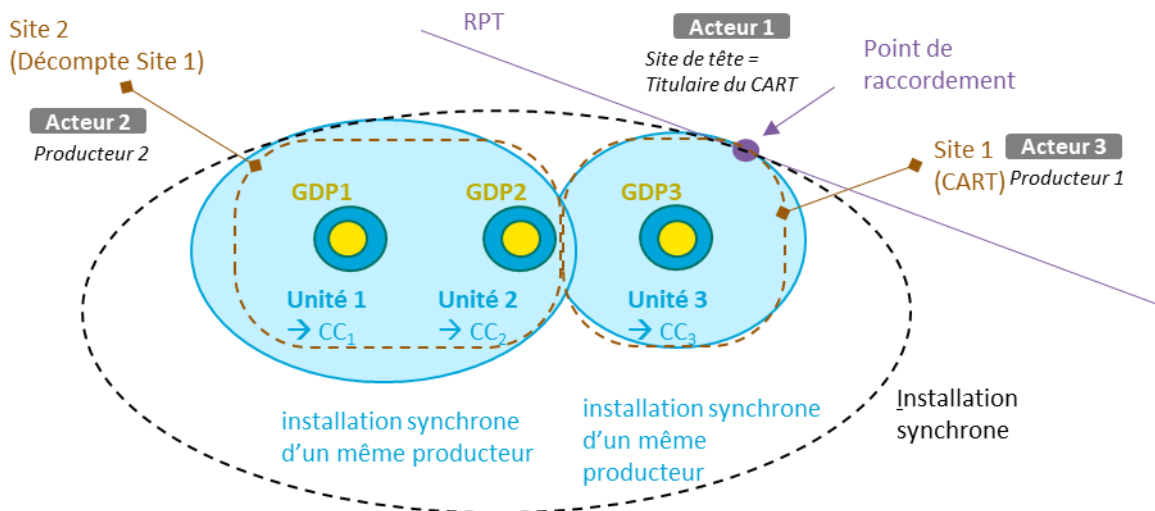 RPT
Acteur 1
Site de tête =
Titulaire du CART
Point de
raccordement
Site 2
(Décompte Site 1)
Acteur 2
Producteur 2
Site 1
(CART)
Acteur 3
Producteur 1
GDP1
GDP2
GDP3
Unité 1
→ CC1
Unité 2
→ CC2
Unité 3
→ CC3
installation synchrone
d'un même producteur
installation synchrone
d'un même
producteur
Installation
synchrone